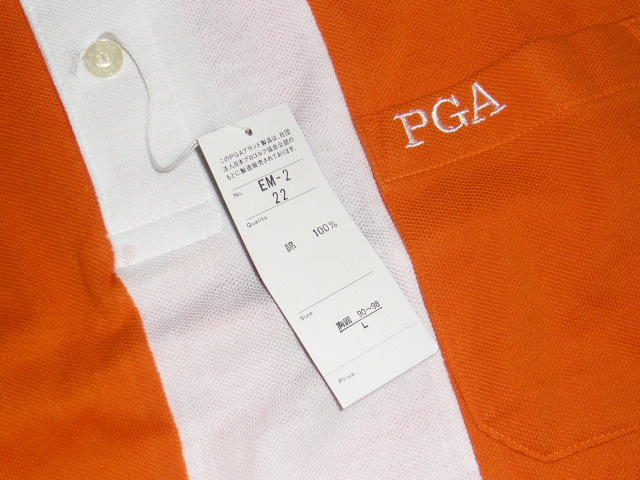 PGA
このPGAブランド製品は、社団
法人日本プロゴルフ協会公認の
もとに製造販売されております。
No. EM-2
22
Quality
綿 100%
Size
胸囲 90~98
L
Price